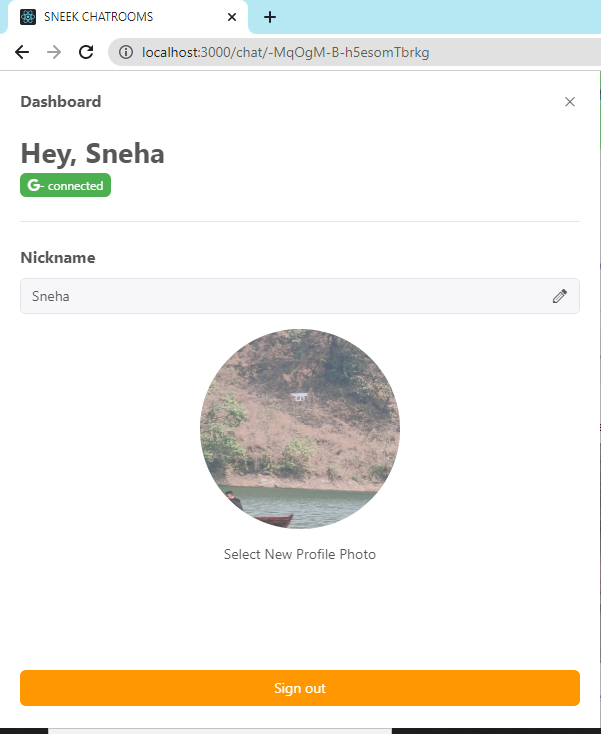 SNEEK CHATROOMS
localhost:3000/chat/-MqOgM-B-h5esomTbrkg
Dashboard
Hey, Sneha
G- connected
Nickname
Sneha
Select New Profile Photo
Sign out